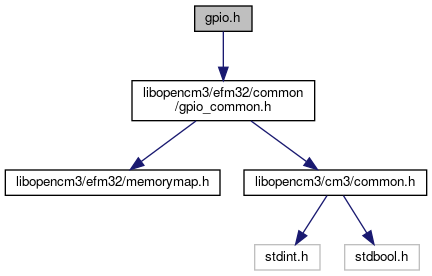 gpio.h
libopencm3/efm32/common
/gpio_common.h
libopencm3/efm32/memorymap.h
libopencm3/cm3/common.h
stdint.h
stdbool.h